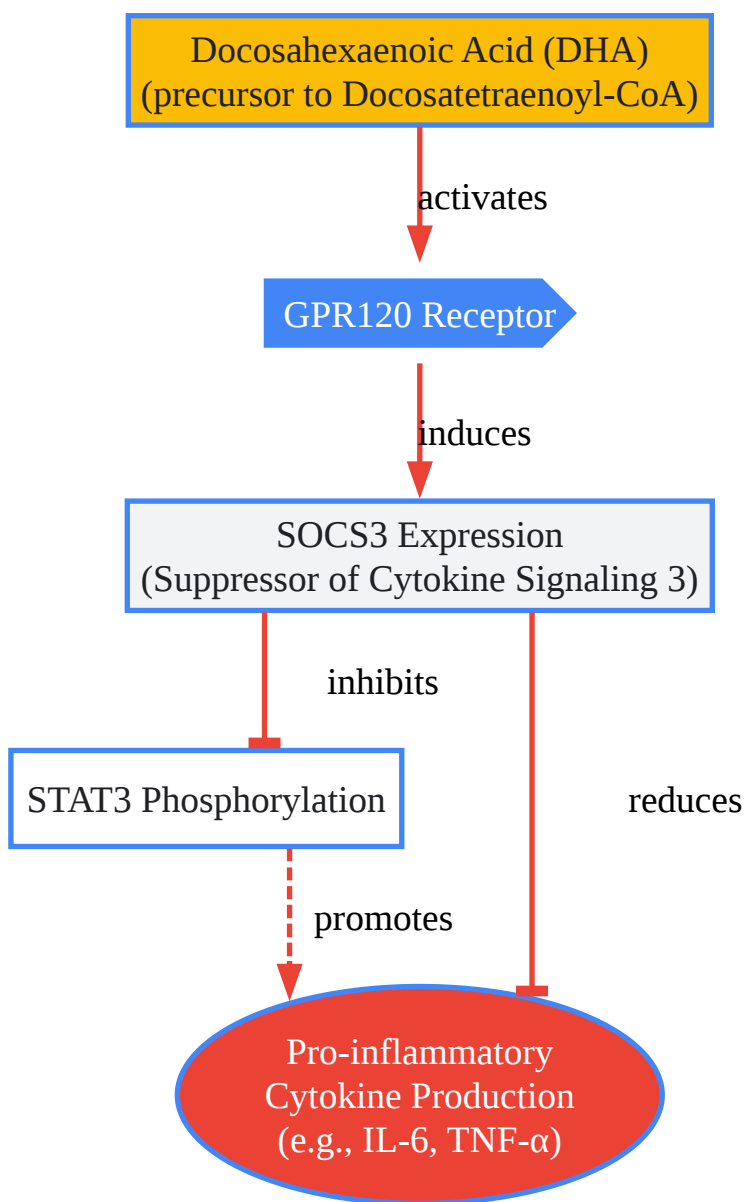 Docosahexaenoic Acid (DHA)
(precursor to Docosatetraenoyl-CoA)
activates
GPR120 Receptor
induces
SOCS3 Expression
(Suppressor of Cytokine Signaling 3)
inhibits
STAT3 Phosphorylation
reduces
promotes
Pro-inflammatory
Cytokine Production
(e.g., IL-6, TNF-α)